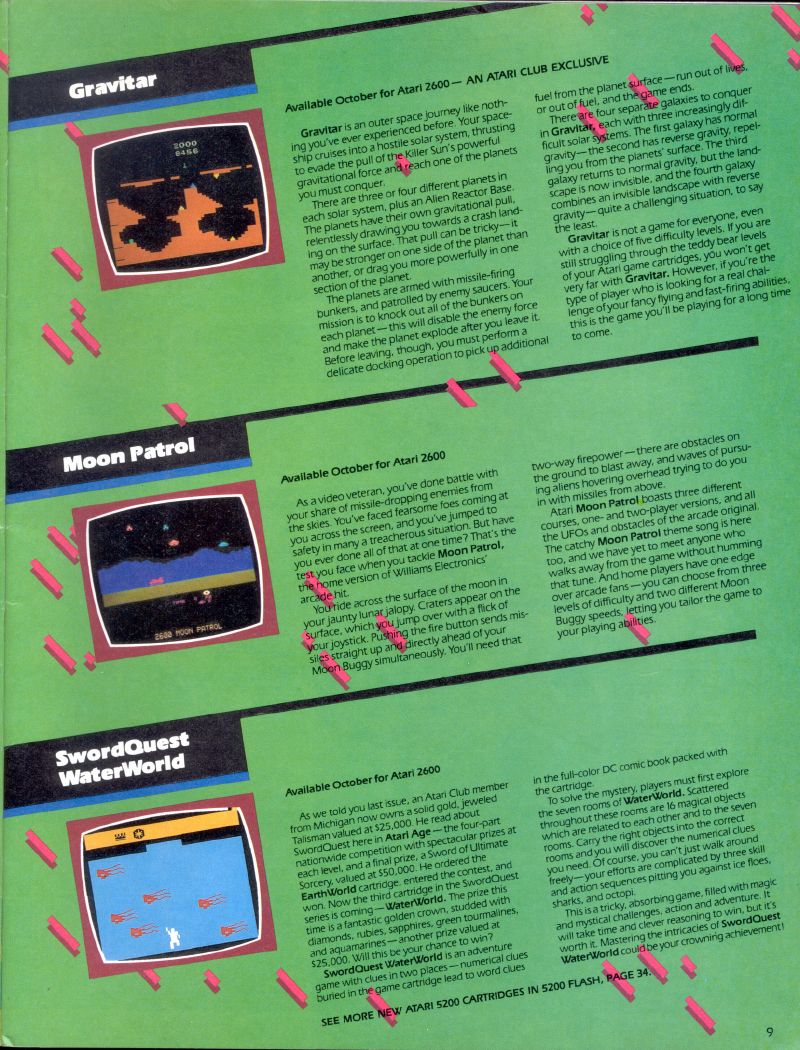 Gravitar
2000
8456
Available October for Atari 2600 — AN ATARI CLUB EXCLUSIVE
Gravitar is an outer space journey like noth-
ing you've ever experienced before. Your space-
ship cruises into a hostile solar system, thrusting
to evade the pull of the Killer Sun's powerful
gravitational force and reach one of the planets
you must conquer.
There are three or four different planets in
each solar system, plus an Alien Reactor Base.
The planets have their own gravitational pull,
relentlessly drawing you towards a crash land-
ing on the surface. That pull can be tricky — it
may be stronger on one side of the planet than
another, or drag you more powerfully in one
section of the planet.
The planets are armed with missile-firing
bunkers, and patrolled by enemy saucers. Your
mission is to knock out all of the bunkers on
each planet — this will disable the enemy force
and make the planet explode after you leave it.
Before leaving, though, you must perform a
delicate docking operation to pick up additional
fuel from the planet surface — run out of lives,
or out of fuel, and the game ends.
There are four separate galaxies to conquer
in Gravitar, each with three increasingly dif-
ficult solar systems. The first galaxy has normal
gravity — the second has reverse gravity, repel-
ling you from the planets' surface. The third
galaxy returns to normal gravity, but the land-
scape is now invisible, and the fourth galaxy
combines an invisible landscape with reverse
gravity — quite a challenging situation, to say
the least.
Gravitar is not a game for everyone, even
with a choice of five difficulty levels. If you are
still struggling through the teddy bear levels
of your Atari game cartridges, you won't get
very far with Gravitar. However, if you're the
type of player who is looking for a real chal-
lenge of your fancy flying and fast-firing abilities,
this is the game you'll be playing for a long time
to come.
Moon Patrol
2600 MOON PATROL
Available October for Atari 2600
As a video veteran, you've done battle with
your share of missile-dropping enemies from
the skies. You've faced fearsome foes coming at
you across the screen, and you've jumped to
safety in many a treacherous situation. But have
you ever done all of that at one time? That's the
test you face when you tackle Moon Patrol,
the home version of Williams Electronics'
arcade hit.
You ride across the surface of the moon in
your jaunty lunar jalopy. Craters appear on the
surface, which you jump over with a flick of
your joystick. Pushing the fire button sends mis-
siles straight up and directly ahead of your
Moon Buggy simultaneously. You'll need that
two-way firepower — there are obstacles on
the ground to blast away, and waves of pursu-
ing aliens hovering overhead trying to do you
in with missiles from above.
Atari Moon Patrol boasts three different
courses, one- and two-player versions, and all
the UFOs and obstacles of the arcade original.
The catchy Moon Patrol theme song is here
too, and we have yet to meet anyone who
walks away from the game without humming
that tune. And home players have one edge
over arcade fans — you can choose from three
levels of difficulty and two different Moon
Buggy speeds, letting you tailor the game to
your playing abilities.
SwordQuest
WaterWorld
Available October for Atari 2600
As we told you last issue, an Atari Club member
from Michigan now owns a solid gold, jeweled
Talisman valued at $25,000. He read about
SwordQuest here in Atari Age — the four-part
nationwide competition with spectacular prizes at
each level, and a final prize, a Sword of Ultimate
Sorcery, valued at $50,000. He ordered the
EarthWorld cartridge, entered the contest, and
won. Now the third cartridge in the SwordQuest
series is coming — WaterWorld. The prize this
time is a fantastic golden crown, studded with
diamonds, rubies, sapphires, green tourmalines,
and aquamarines — another prize valued at
$25,000. Will this be your chance to win?
SwordQuest WaterWorld is an adventure
game with clues in two places — numerical clues
buried in the game cartridge lead to word clues
in the full-color DC comic book packed with
the cartridge.
To solve the mystery, players must first explore
the seven rooms of WaterWorld. Scattered
throughout these rooms are 16 magical objects
which are related to each other and to the seven
rooms. Carry the right objects into the correct
rooms and you will discover the numerical clues
you need. Of course, you can't just walk around
freely — your efforts are complicated by three skill
and action sequences pitting you against ice floes,
sharks, and octopi.
This is a tricky, absorbing game, filled with magic
and mystical challenges, action and adventure. It
will take time and clever reasoning to win, but it's
worth it. Mastering the intricacies of SwordQuest
WaterWorld could be your crowning achievement!
SEE MORE NEW ATARI 5200 CARTRIDGES IN 5200 FLASH, PAGE 34.
9